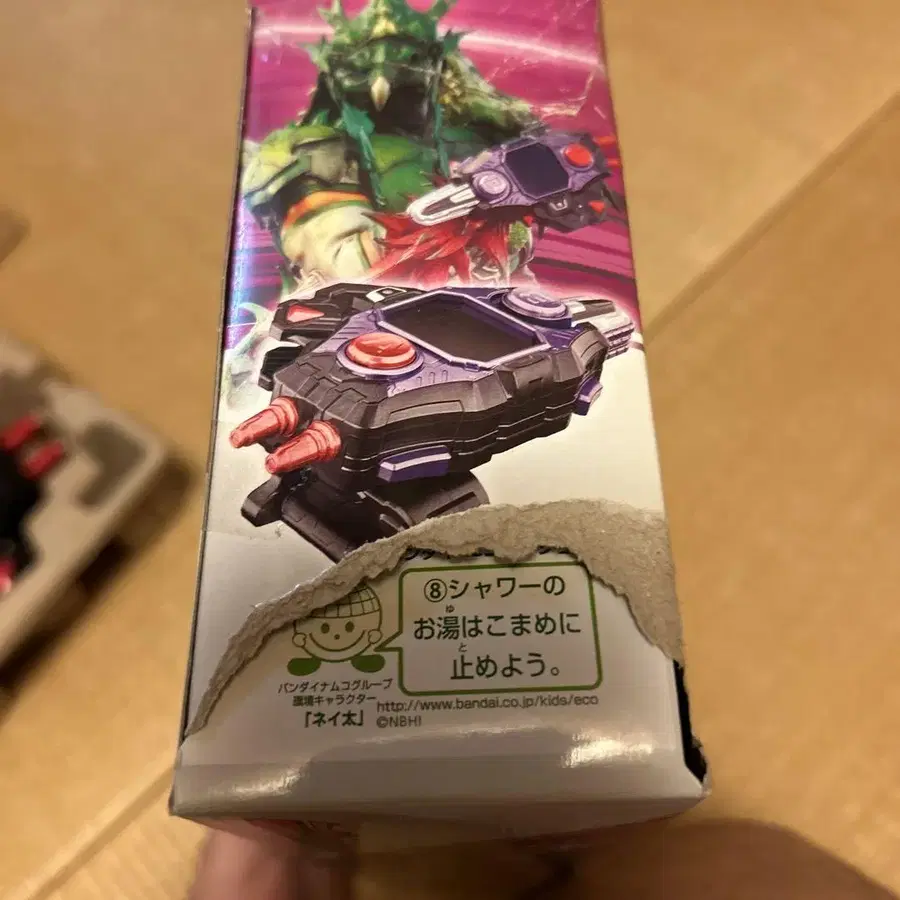 ⑧シャワーの
お湯はこまめに
止めよう。
バンダイナムコグループ
環境キャラクター
「ネイ太」
http://www.bandai.co.jp/kids/eco
©NBHI